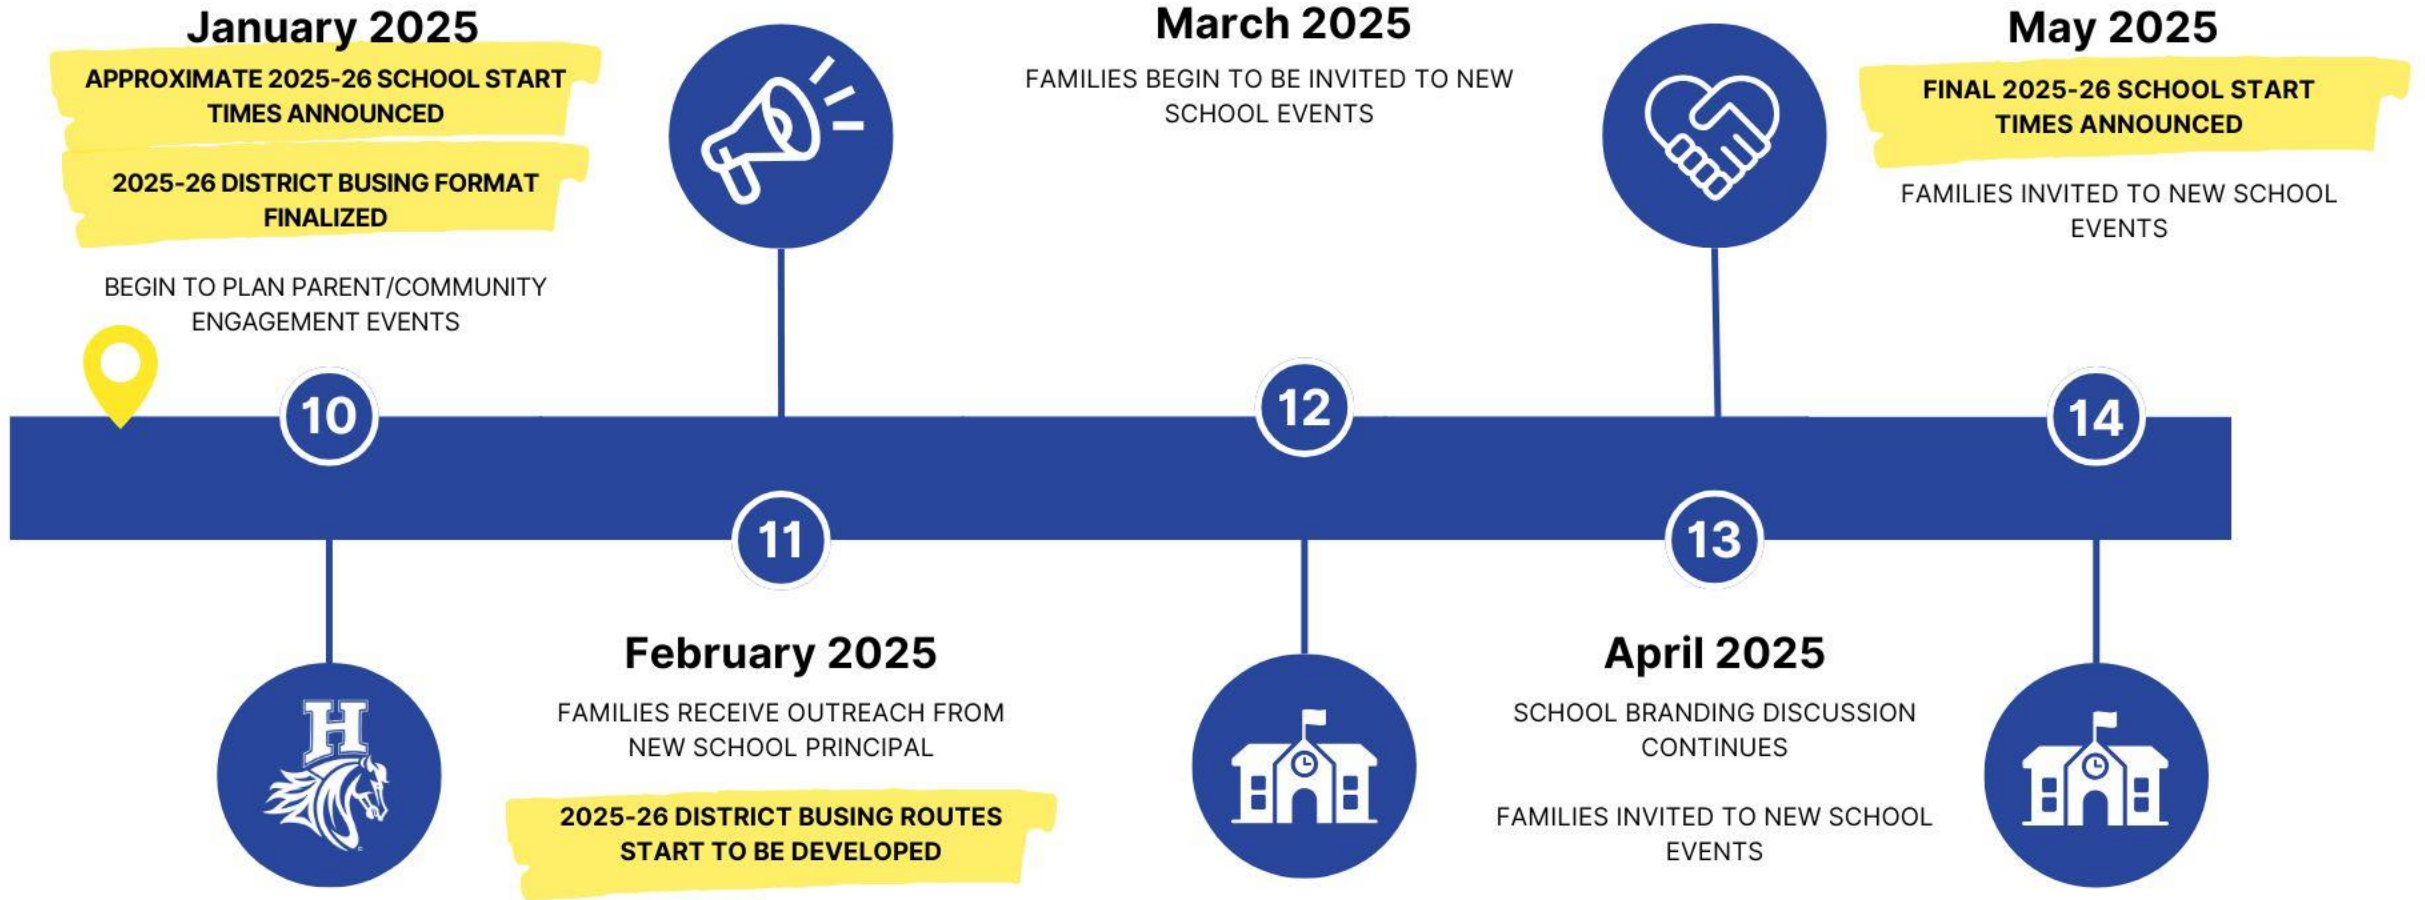 January 2025
APPROXIMATE 2025-26 SCHOOL START
TIMES ANNOUNCED
2025-26 DISTRICT BUSING FORMAT
FINALIZED
BEGIN TO PLAN PARENT/COMMUNITY
ENGAGEMENT EVENTS
10
H
11
February 2025
FAMILIES RECEIVE OUTREACH FROM
NEW SCHOOL PRINCIPAL
2025-26 DISTRICT BUSING ROUTES
START TO BE DEVELOPED
March 2025
FAMILIES BEGIN TO BE INVITED TO NEW
SCHOOL EVENTS
12
13
April 2025
SCHOOL BRANDING DISCUSSION
CONTINUES
FAMILIES INVITED TO NEW SCHOOL
EVENTS
May 2025
FINAL 2025-26 SCHOOL START
TIMES ANNOUNCED
FAMILIES INVITED TO NEW SCHOOL
EVENTS
14